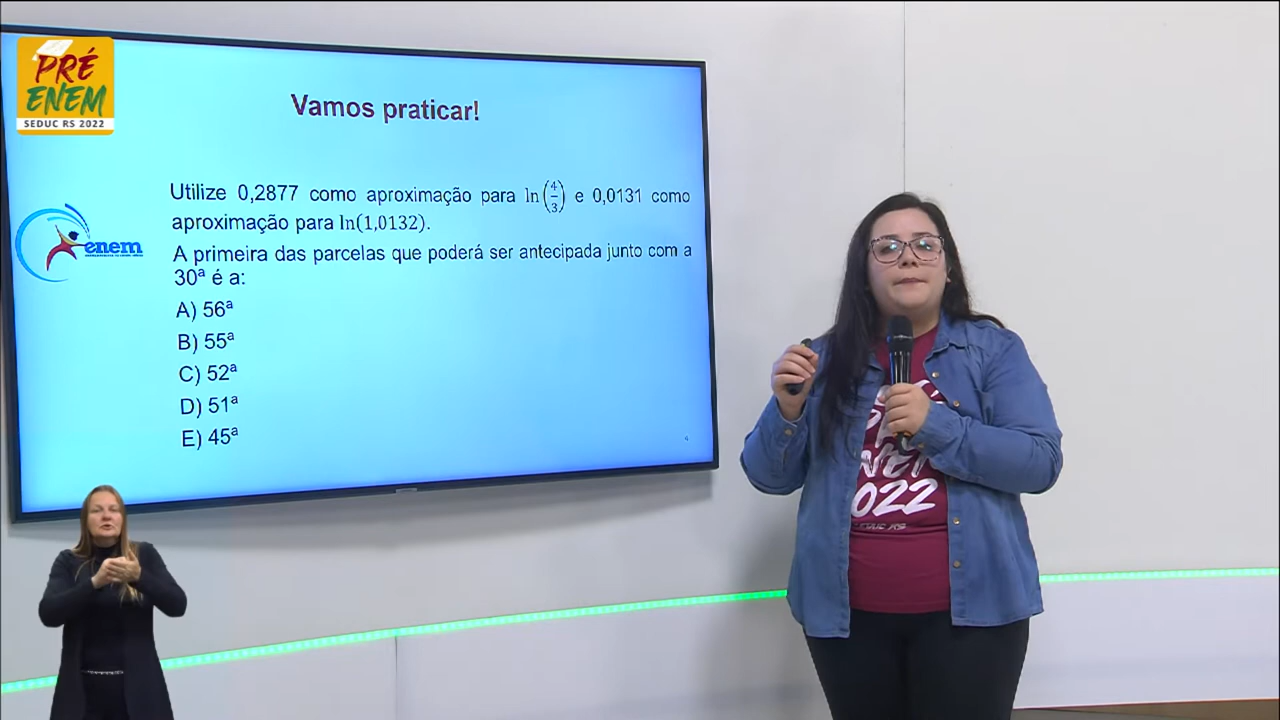 PRÉ
ENEM
SEDUC RS 2022
Vamos praticar!
Utilize 0,2877 como aproximação para ln(4/3) e 0,0131 como
aproximação para ln(1,0132).
enem
A primeira das parcelas que poderá ser antecipada junto com a
30ª é a:
A) 56ª
B) 55ª
C) 52ª
D) 51ª
E) 45ª
2022
SEDUC RS